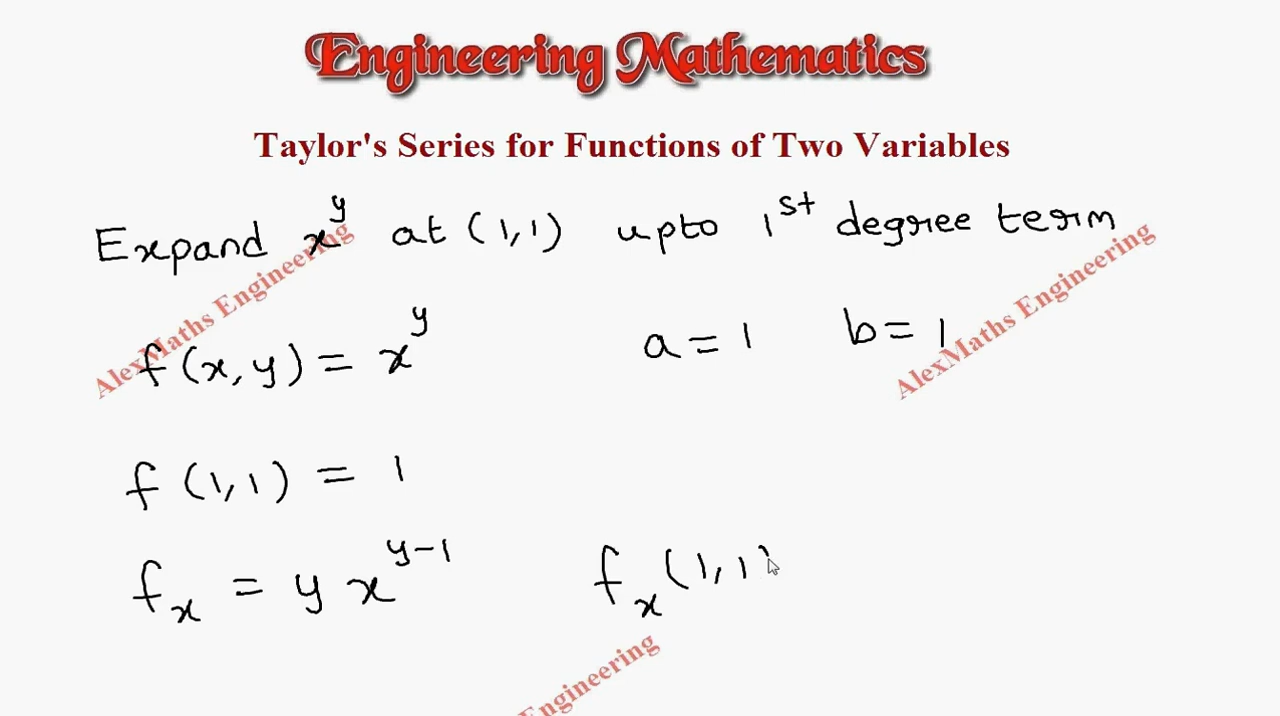 Engineering Mathematics
Taylor's Series for Functions of Two Variables
Expand x^y at (1,1) upto 1st degree term
AlexMaths Engineering
AlexMaths Engineering
f(x,y) = x^y a = 1 b = 1
f(1,1) = 1
f_x = y x^{y-1} f_x(1,1)
Engineering